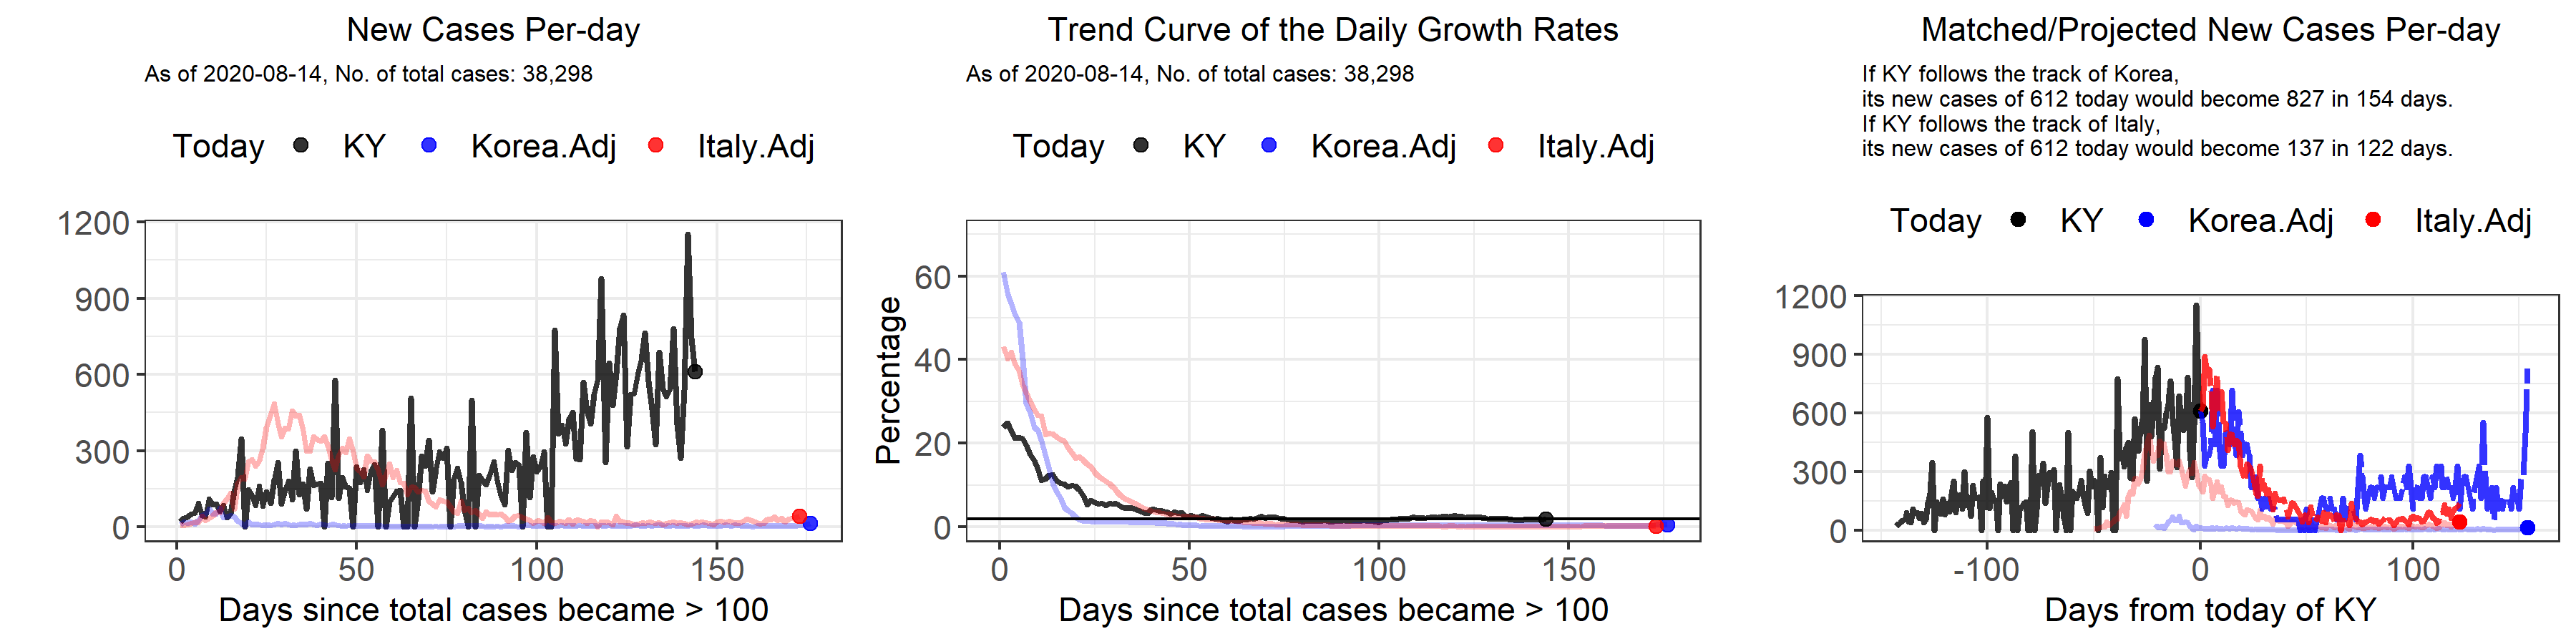 New Cases Per-day
As of 2020-08-14, No. of total cases: 38,298
Today KY Korea.Adj Italy.Adj
1200
900
600
300
0
0 50 100 150
Days since total cases became > 100
Trend Curve of the Daily Growth Rates
As of 2020-08-14, No. of total cases: 38,298
Today KY Korea.Adj Italy.Adj
Percentage
60
40
20
0
0 50 100 150
Days since total cases became > 100
Matched/Projected New Cases Per-day
If KY follows the track of Korea,
its new cases of 612 today would become 827 in 154 days.
If KY follows the track of Italy,
its new cases of 612 today would become 137 in 122 days.
Today KY Korea.Adj Italy.Adj
1200
900
600
300
0
-100 0 100
Days from today of KY